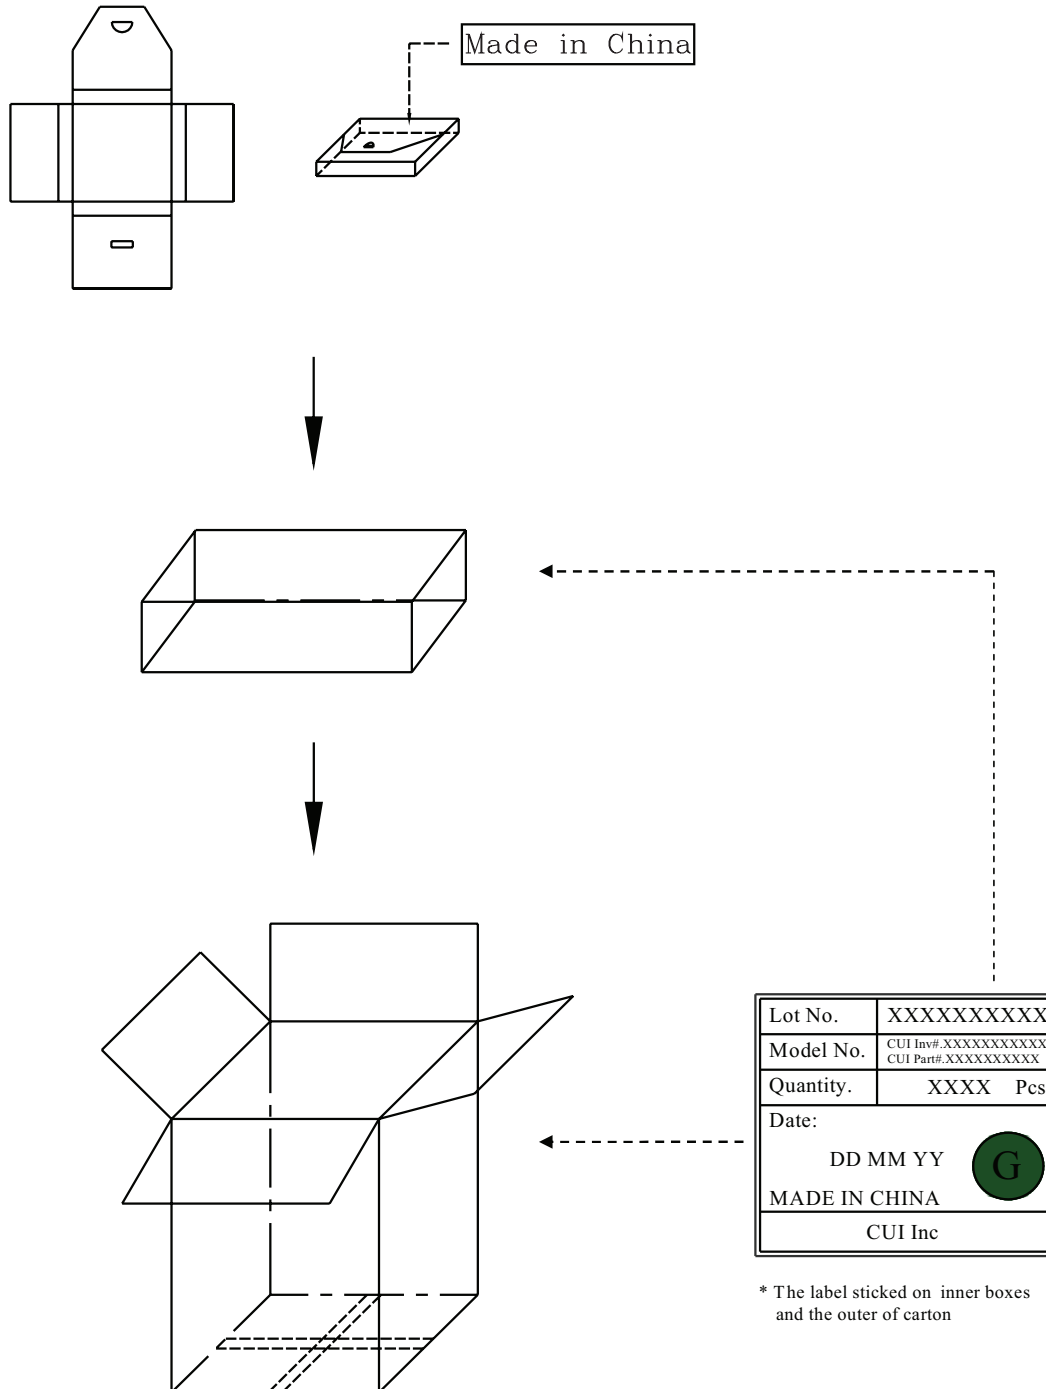 Made in China
Lot No. XXXXXXXXXX
Model No. CUI Inv#.XXXXXXXXXXX
CUI Part#.XXXXXXXXXX
Quantity. XXXX Pcs
Date:
DD MM YY
G
MADE IN CHINA
CUI Inc
* The label sticked on inner boxes
and the outer of carton